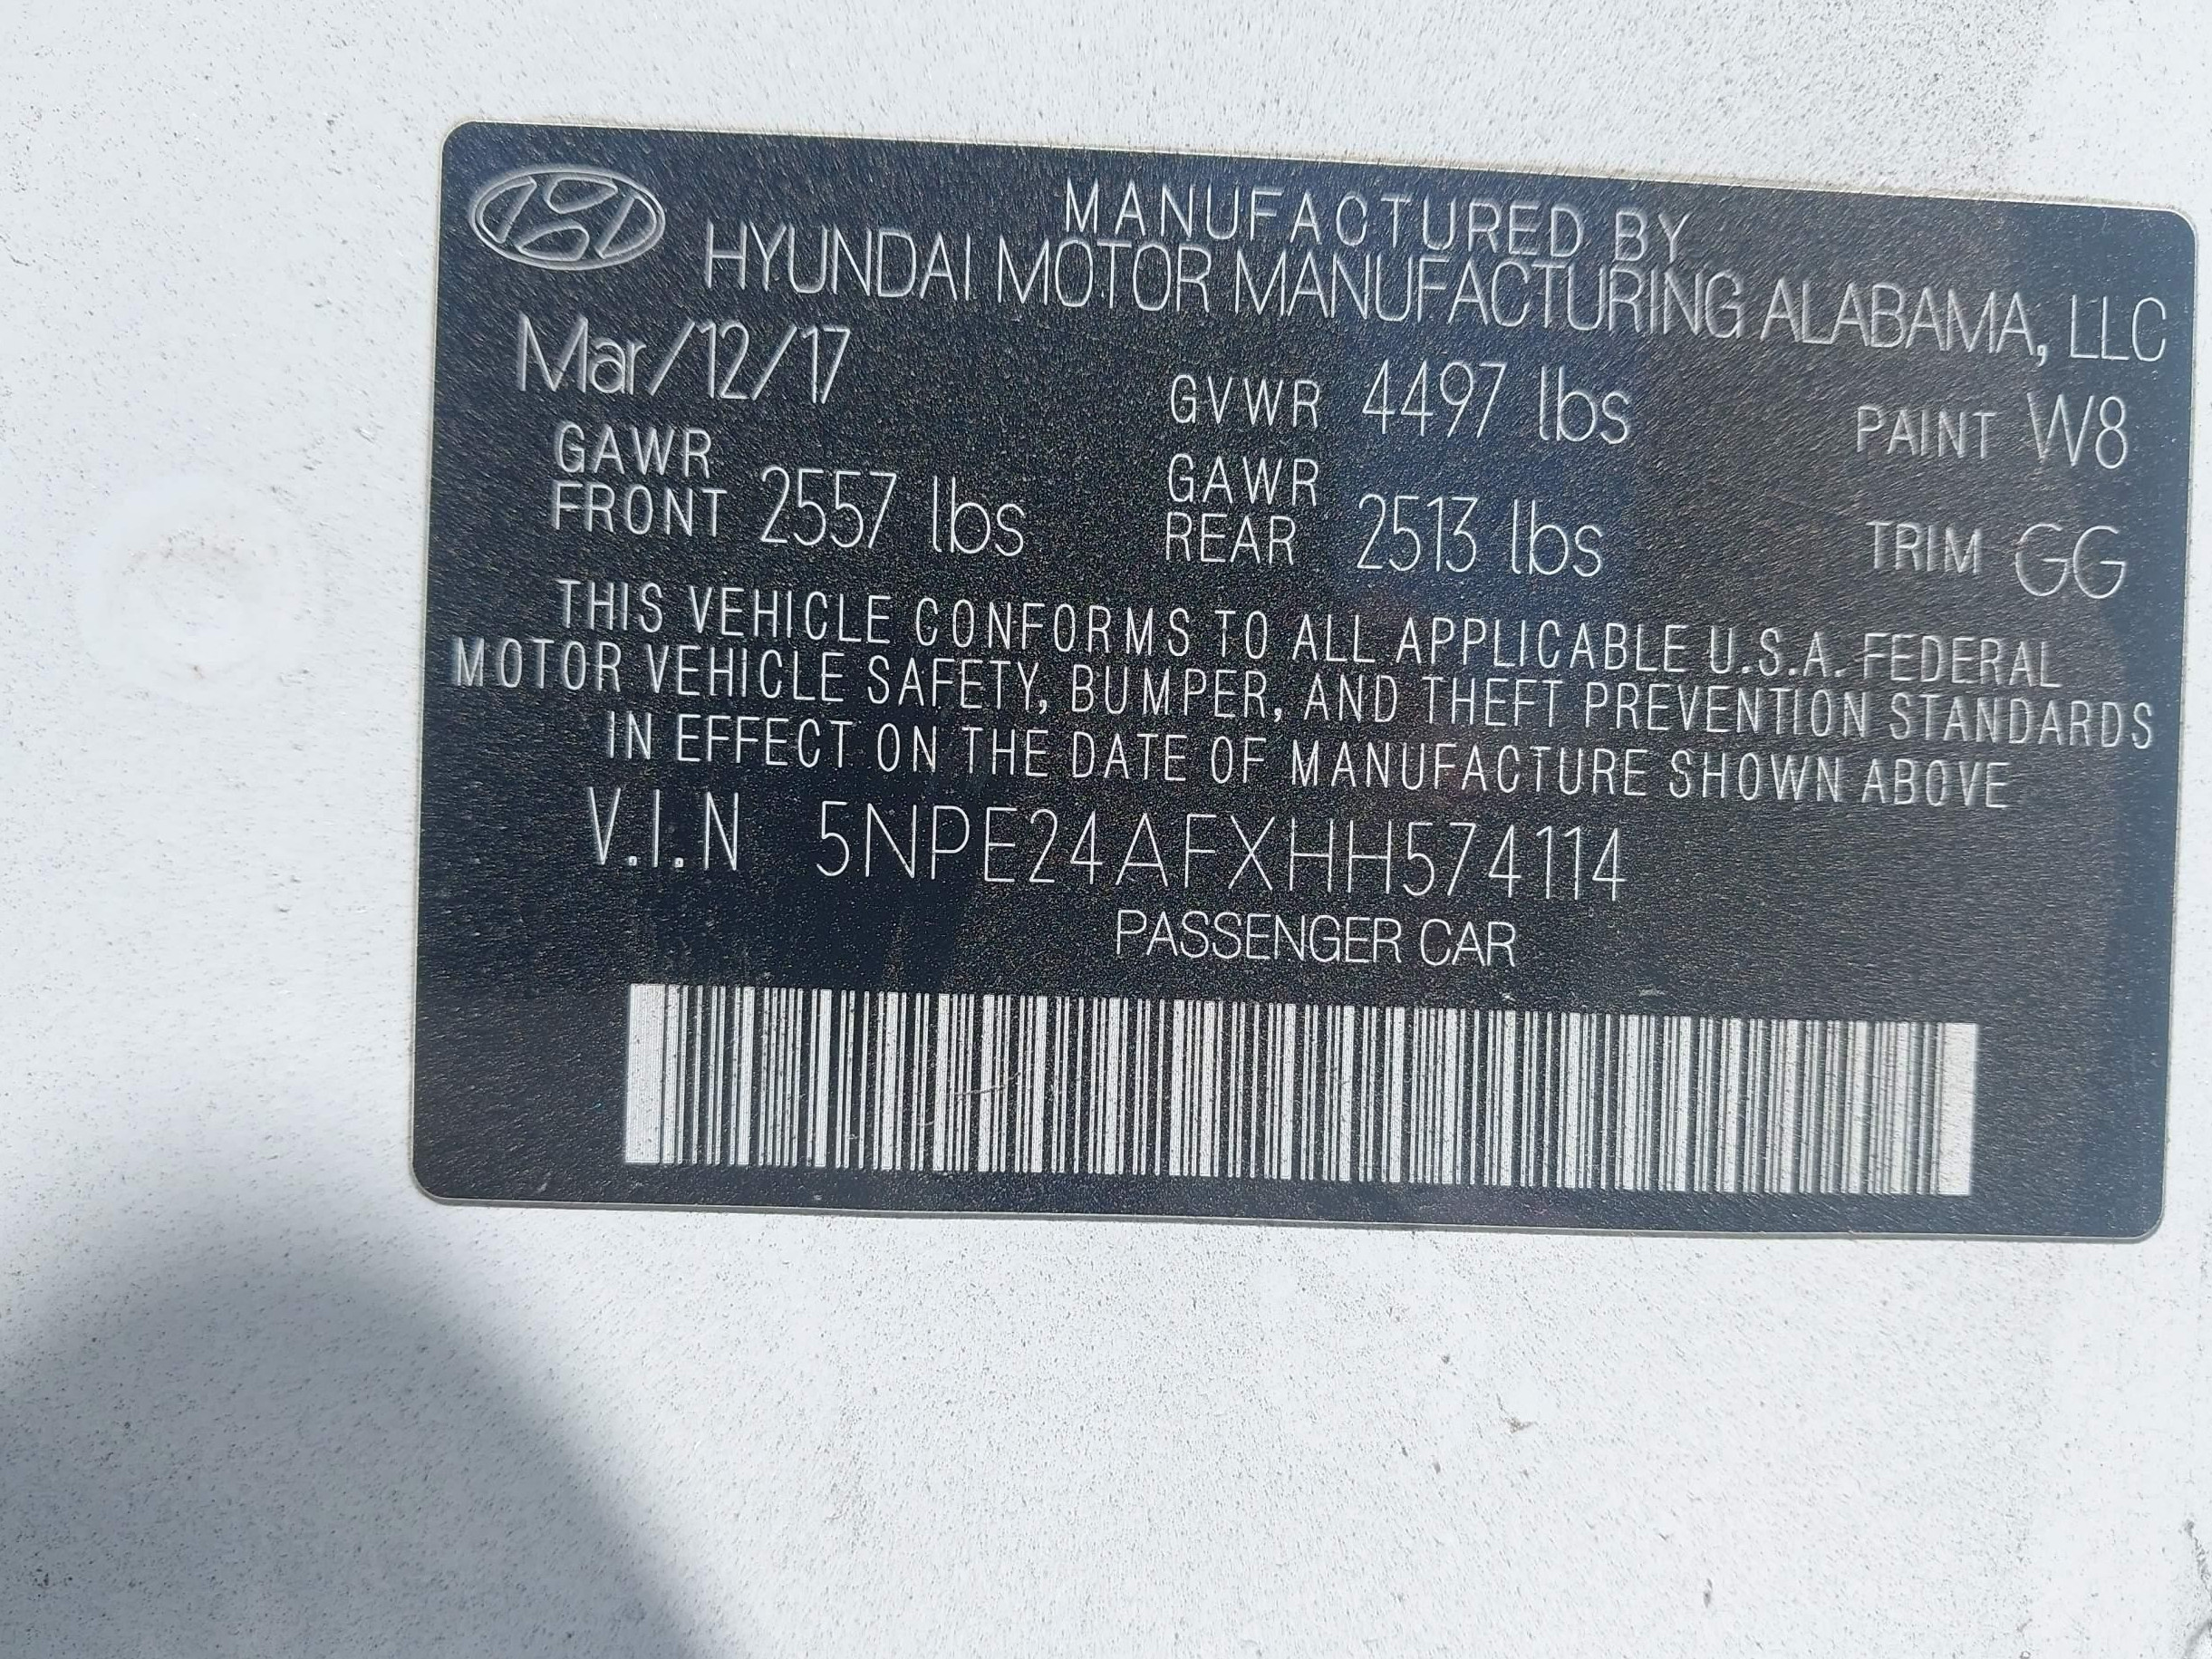 MANUFACTURED BY
HYUNDAI MOTOR MANUFACTURING ALABAMA, LLC
Mar/12/17 GVWR 4497 lbs PAINT W8
GAWR FRONT 2557 lbs GAWR REAR 2513 lbs TRIM GG
THIS VEHICLE CONFORMS TO ALL APPLICABLE U.S.A. FEDERAL
MOTOR VEHICLE SAFETY, BUMPER, AND THEFT PREVENTION STANDARDS
IN EFFECT ON THE DATE OF MANUFACTURE SHOWN ABOVE
V.I.N 5NPE24AFXHH574114
PASSENGER CAR